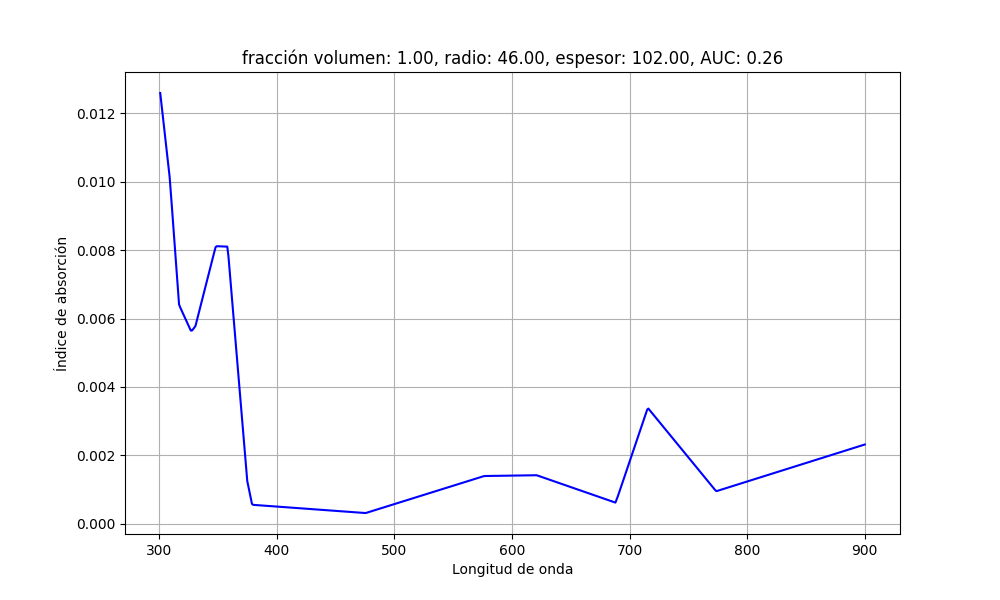 fracción volumen: 1.00, radio: 46.00, espesor: 102.00, AUC: 0.26
Índice de absorción
0.012
0.010
0.008
0.006
0.004
0.002
0.000
300 400 500 600 700 800 900
Longitud de onda